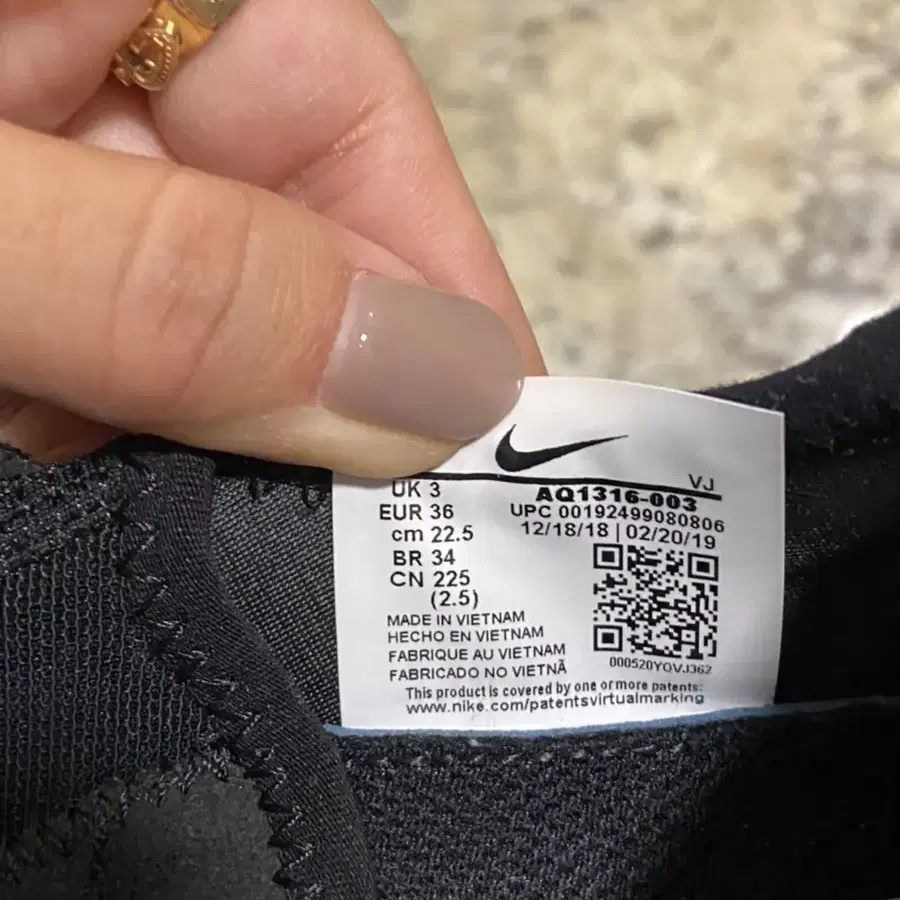 VJ
UK 3
EUR 36
cm 22.5
BR 34
CN 225
(2.5)
AQ1316-003
UPC 00192499080806
12/18/18 | 02/20/19
000520YOVJ362
MADE IN VIETNAM
HECHO EN VIETNAM
FABRIQUE AU VIETNAM
FABRICADO NO VIETNÃ
This product is covered by one or more patents:
www.nike.com/patentsvirtualmarking